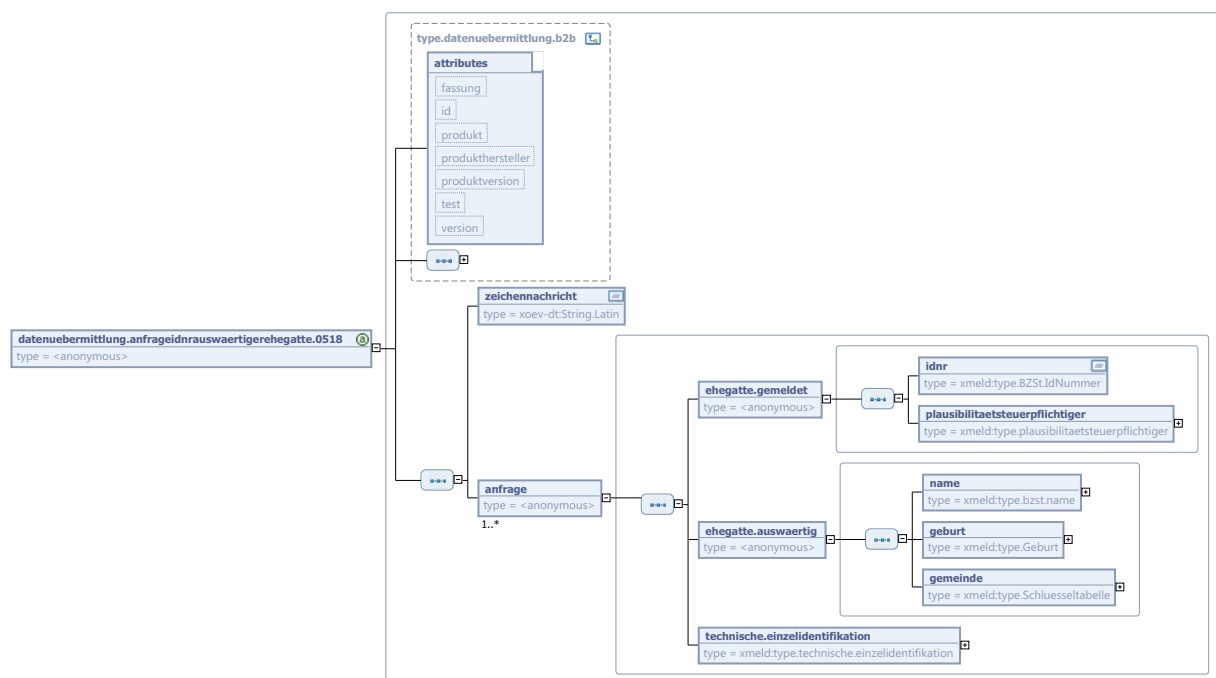 type.datenuebermittlung.b2b
attributes
fassung
id
produkt
produkthersteller
produktversion
test
version
zeichennachricht
type = xoev-dt:String.Latin
datenuebermittlung.anfrageidnrauswaertigerehegatte.0518
a
type = <anonymous>
idnr
type = xmeld:type.BZSt.IdNummer
ehegatte.gemeldet
type = <anonymous>
plausibilitaetsteuerpflichtiger
type = xmeld:type.plausibilitaetsteuerpflichtiger
anfrage
type = <anonymous>
1..*
name
type = xmeld:type.bzst.name
ehegatte.auswaertig
type = <anonymous>
geburt
type = xmeld:type.Geburt
gemeinde
type = xmeld:type.Schluesseltabelle
technische.einzelidentifikation
type = xmeld:type.technische.einzelidentifikation